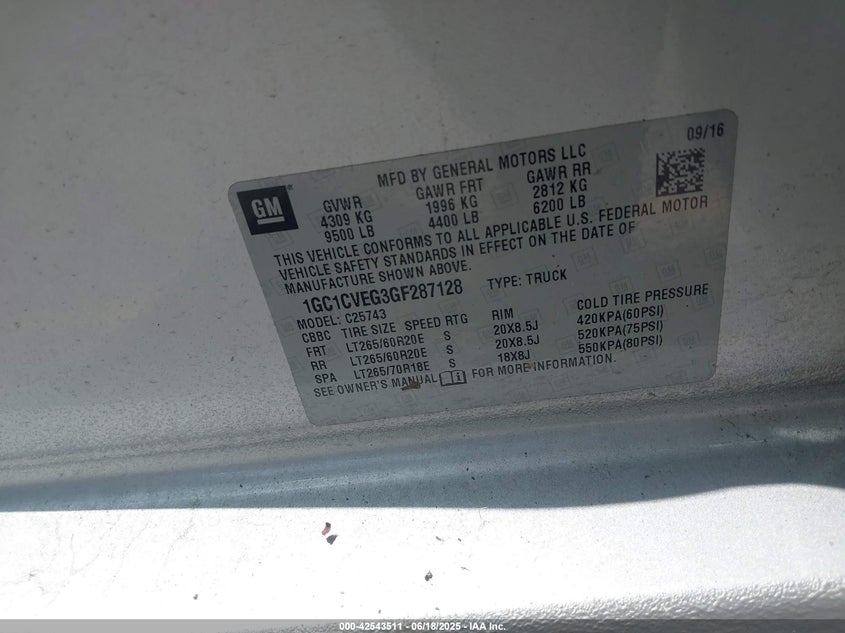 09/16
MFD BY GENERAL MOTORS LLC
GM
GVWR GAWR FRT GAWR RR
4309 KG 1996 KG 2812 KG
9500 LB 4400 LB 6200 LB
THIS VEHICLE CONFORMS TO ALL APPLICABLE U.S. FEDERAL MOTOR
VEHICLE SAFETY STANDARDS IN EFFECT ON THE DATE OF
MANUFACTURE SHOWN ABOVE.
1GC1CVEG3GF287128 TYPE: TRUCK
MODEL: C25743
CBBC TIRE SIZE SPEED RTG RIM COLD TIRE PRESSURE
FRT LT265/60R20E S 20X8.5J 420KPA(60PSI)
RR LT265/60R20E S 20X8.5J 520KPA(75PSI)
SPA LT265/70R18E S 18X8J 550KPA(80PSI)
SEE OWNER'S MANUAL FOR MORE INFORMATION.
000-42543511 - 06/18/2025 - IAA Inc.